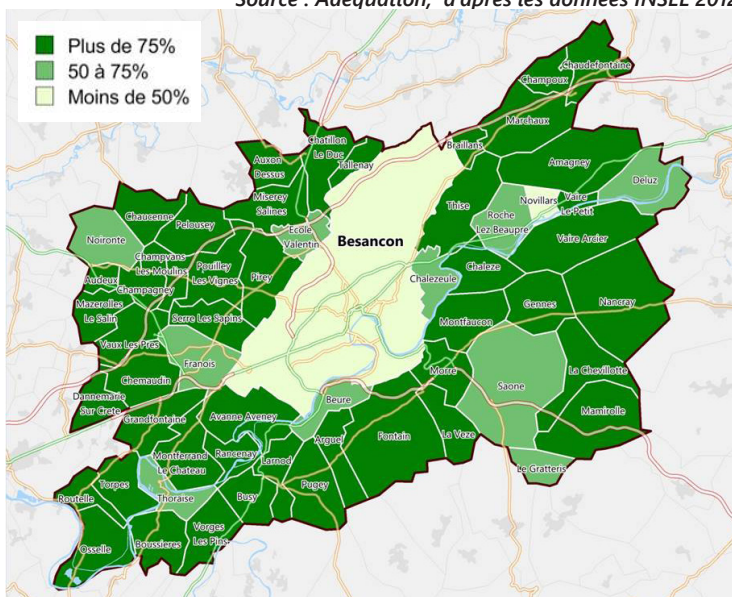 Source : Adéquation, d'après les données INSEE 2012
Plus de 75%
50 à 75%
Moins de 50%
Chaudefontaine
Champoux
Marchaux
Chatillon
Le Duc
Tallenay
Braillans
Auxon
Dessus
Amagney
Deluz
Miserey
Salines
Novillars
Vaire
Le Petit
Thise
Roche
Lez Beaupre
Chaucenne
Pelousey
Ecole
Valentin
Noironte
Besancon
Vaire Arcier
Champvans
Les Moulins
Pouilley
Les Vignes
Pirey
Chalezeule
Chaleze
Audeux
Champagney
Mazerolles
Le Salin
Gennes
Nancray
Serre Les Sapins
Montfaucon
Vaux Les Pres
Franois
Morre
La Chevillotte
Chemaudin
Saone
Dannemarie
Sur Crete
Beure
Mamirolle
Grandfontaine
Avanne Aveney
Arguel
Fontain
La Veze
Montferrand
Le Chateau
Rancenay
Larnod
Le Gratteris
Torpes
Pugey
Routelle
Thoraise
Busy
Vorges
Les Pins
Osselle
Boussieres